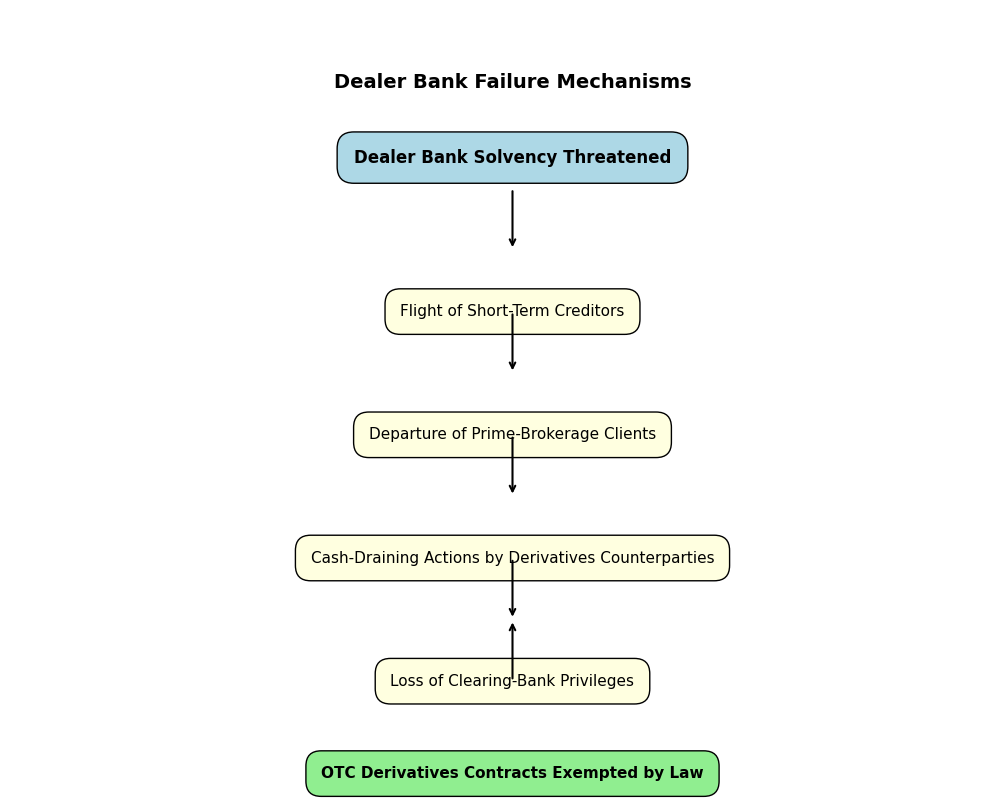 Dealer Bank Failure Mechanisms
Dealer Bank Solvency Threatened
Flight of Short-Term Creditors
Departure of Prime-Brokerage Clients
Cash-Draining Actions by Derivatives Counterparties
Loss of Clearing-Bank Privileges
OTC Derivatives Contracts Exempted by Law